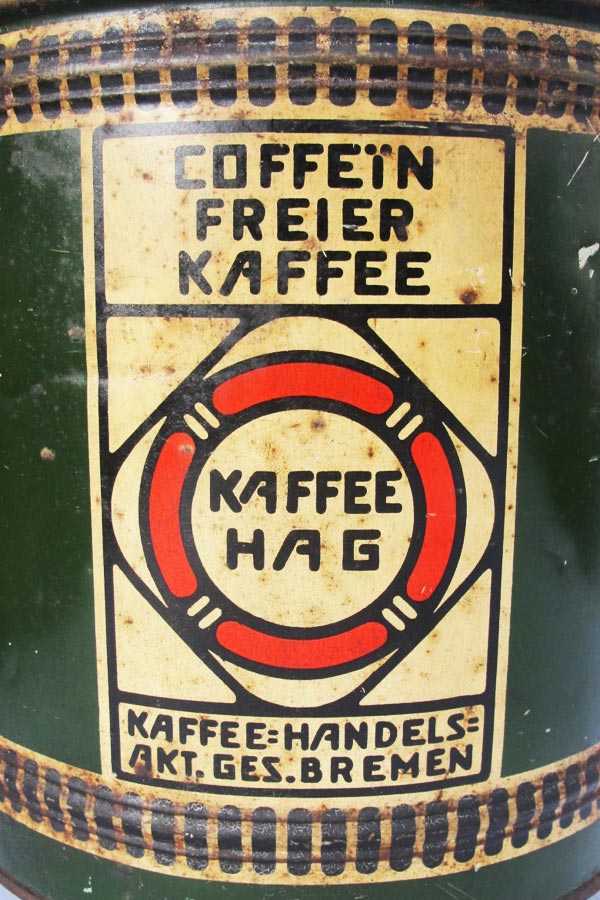 COFFEÏN
FREIER
KAFFEE
KAFFEE
HAG
KAFFEE=HANDELS=
AKT. GES. BREMEN